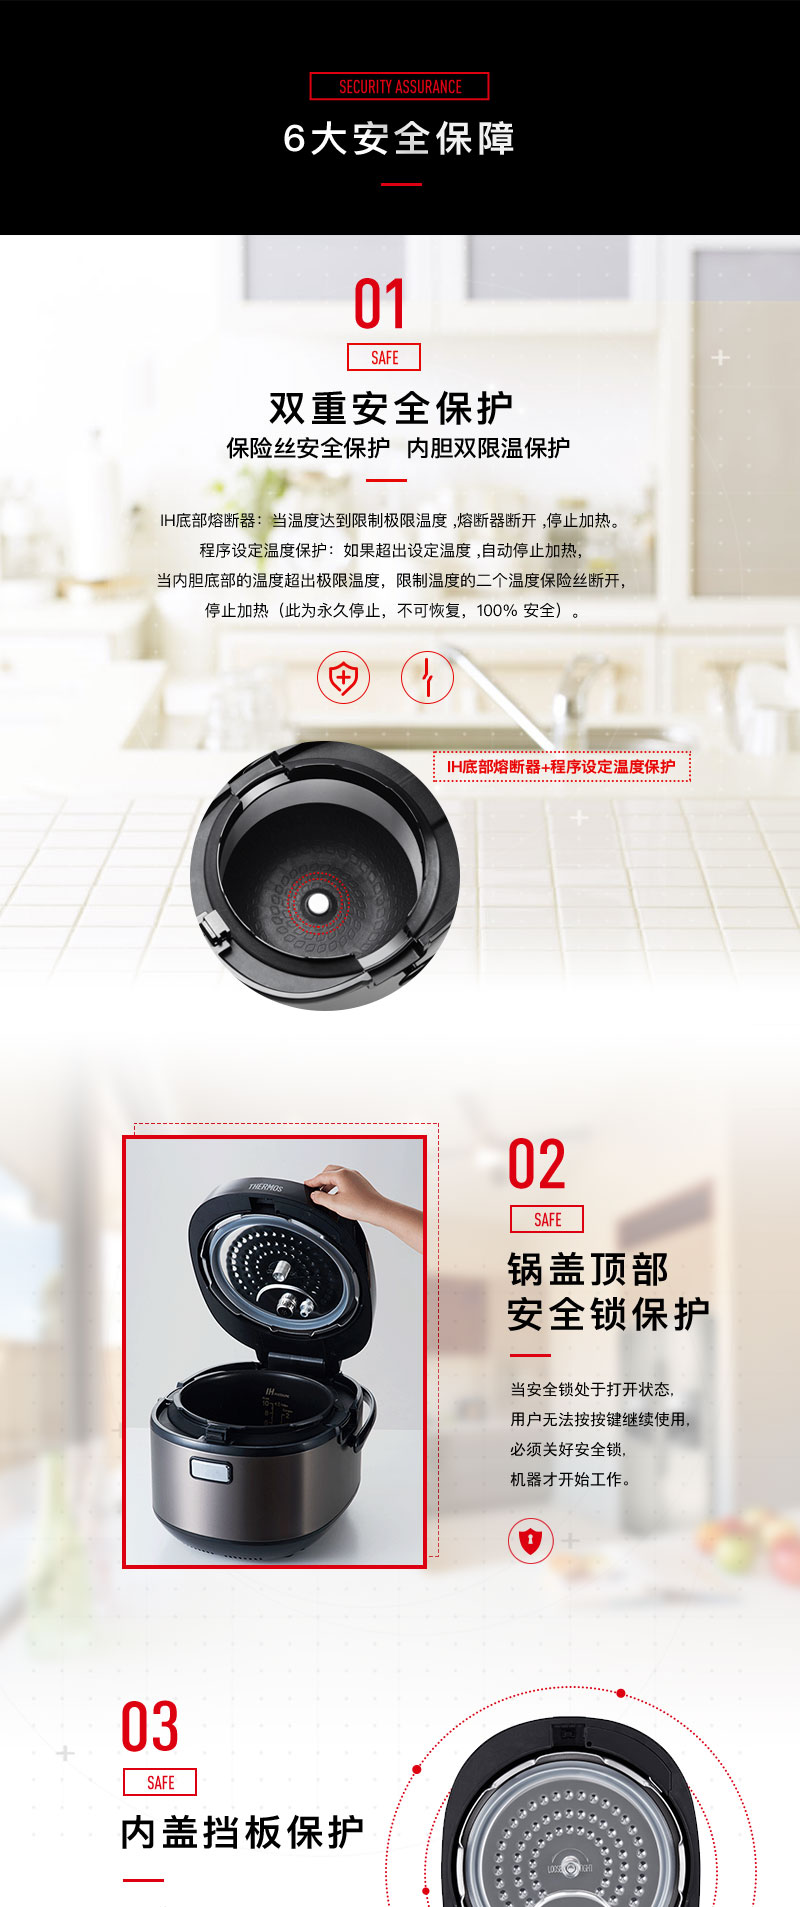 SECURITY ASSURANCE
6大安全保障
01
SAFE
双重安全保护
保险丝安全保护 内胆双限温保护
IH底部熔断器：当温度达到限制极限温度 ,熔断器断开 ,停止加热。
程序设定温度保护：如果超出设定温度 ,自动停止加热,
当内胆底部的温度超出极限温度，限制温度的二个温度保险丝断开,
停止加热（此为永久停止，不可恢复，100% 安全）。
IH底部熔断器+程序设定温度保护
THERMOS
IH
02
SAFE
锅盖顶部
安全锁保护
当安全锁处于打开状态,
用户无法按按键继续使用,
必须关好安全锁,
机器才开始工作。
03
SAFE
内盖挡板保护